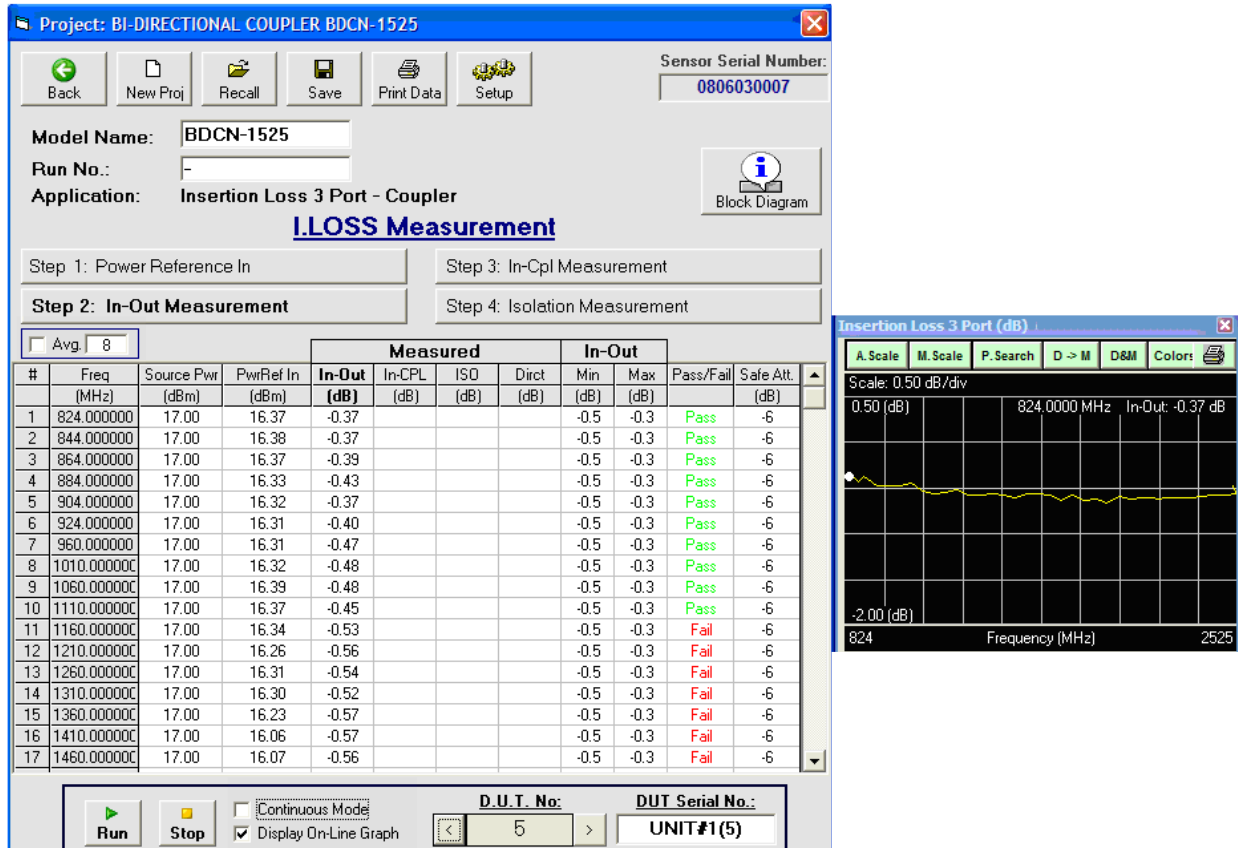 Project: BI-DIRECTIONAL COUPLER BDCN-1525
Back New Proj Recall Save Print Data Setup
Sensor Serial Number:
0806030007
Model Name: BDCN-1525
Run No.: -
Application: Insertion Loss 3 Port - Coupler
Block Diagram
I.LOSS Measurement
Step 1: Power Reference In
Step 3: In-Cpl Measurement
Step 2: In-Out Measurement
Step 4: Isolation Measurement
Avg. 8
Measured In-Out
# Freq Source Pwr PwrRef In In-Out In-CPL ISO Dirct Min Max Pass/Fail Safe Att.
(MHz) (dBm) (dBm) (dB) (dB) (dB) (dB) (dB) (dB) (dB)
1 824.000000 17.00 16.37 -0.37 -0.5 -0.3 Pass -6
2 844.000000 17.00 16.38 -0.37 -0.5 -0.3 Pass -6
3 864.000000 17.00 16.37 -0.39 -0.5 -0.3 Pass -6
4 884.000000 17.00 16.33 -0.43 -0.5 -0.3 Pass -6
5 904.000000 17.00 16.32 -0.37 -0.5 -0.3 Pass -6
6 924.000000 17.00 16.31 -0.40 -0.5 -0.3 Pass -6
7 960.000000 17.00 16.31 -0.47 -0.5 -0.3 Pass -6
8 1010.000000 17.00 16.32 -0.48 -0.5 -0.3 Pass -6
9 1060.000000 17.00 16.39 -0.48 -0.5 -0.3 Pass -6
10 1110.000000 17.00 16.37 -0.45 -0.5 -0.3 Pass -6
11 1160.000000 17.00 16.34 -0.53 -0.5 -0.3 Fail -6
12 1210.000000 17.00 16.26 -0.56 -0.5 -0.3 Fail -6
13 1260.000000 17.00 16.31 -0.54 -0.5 -0.3 Fail -6
14 1310.000000 17.00 16.30 -0.52 -0.5 -0.3 Fail -6
15 1360.000000 17.00 16.23 -0.57 -0.5 -0.3 Fail -6
16 1410.000000 17.00 16.06 -0.57 -0.5 -0.3 Fail -6
17 1460.000000 17.00 16.07 -0.56 -0.5 -0.3 Fail -6
Run Stop
Continuous Mode
Display On-Line Graph
D.U.T. No:
< 5 >
DUT Serial No.:
UNIT#1(5)
Insertion Loss 3 Port (dB)
A.Scale M.Scale P.Search D -> M D&M Colors
Scale: 0.50 dB/div
0.50 (dB) 824.0000 MHz In-Out: -0.37 dB
-2.00 (dB)
824 Frequency (MHz) 2525